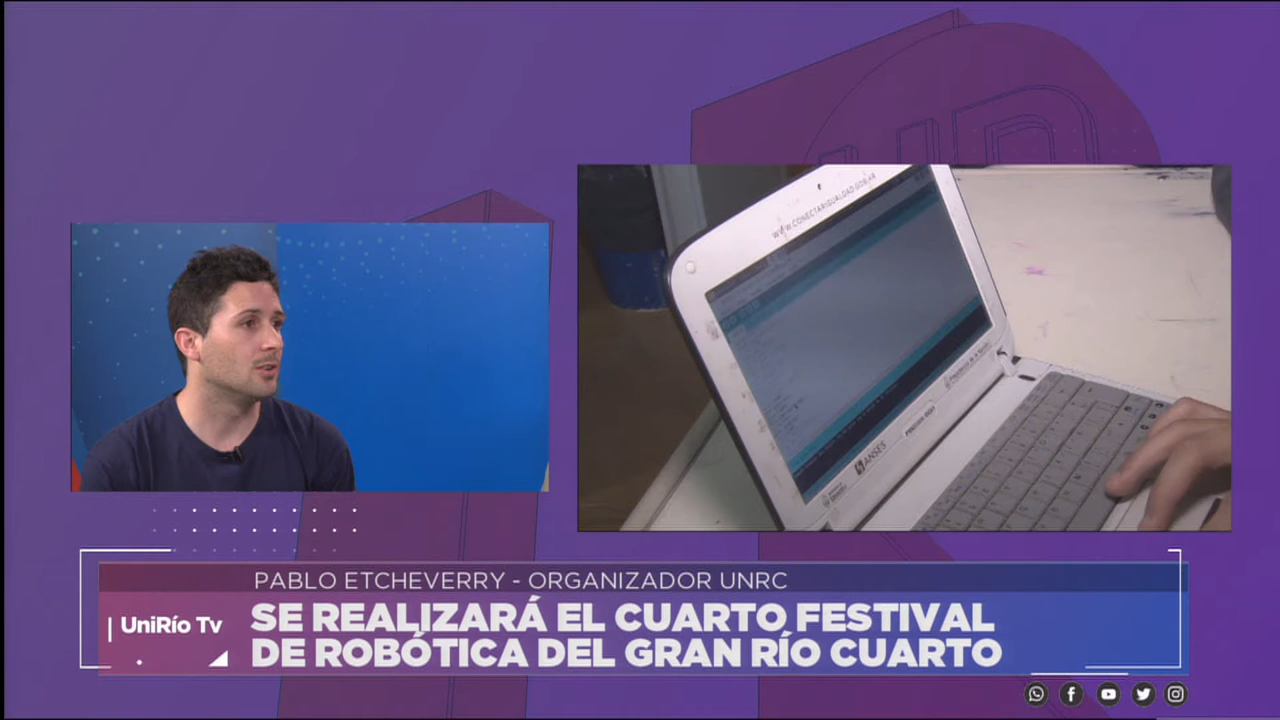 WWW.CONECTARIGUALDAD.GOB.AR
ANSES
PABLO ETCHEVERRY - ORGANIZADOR UNRC
UniRío Tv
SE REALIZARÁ EL CUARTO FESTIVAL
DE ROBÓTICA DEL GRAN RÍO CUARTO